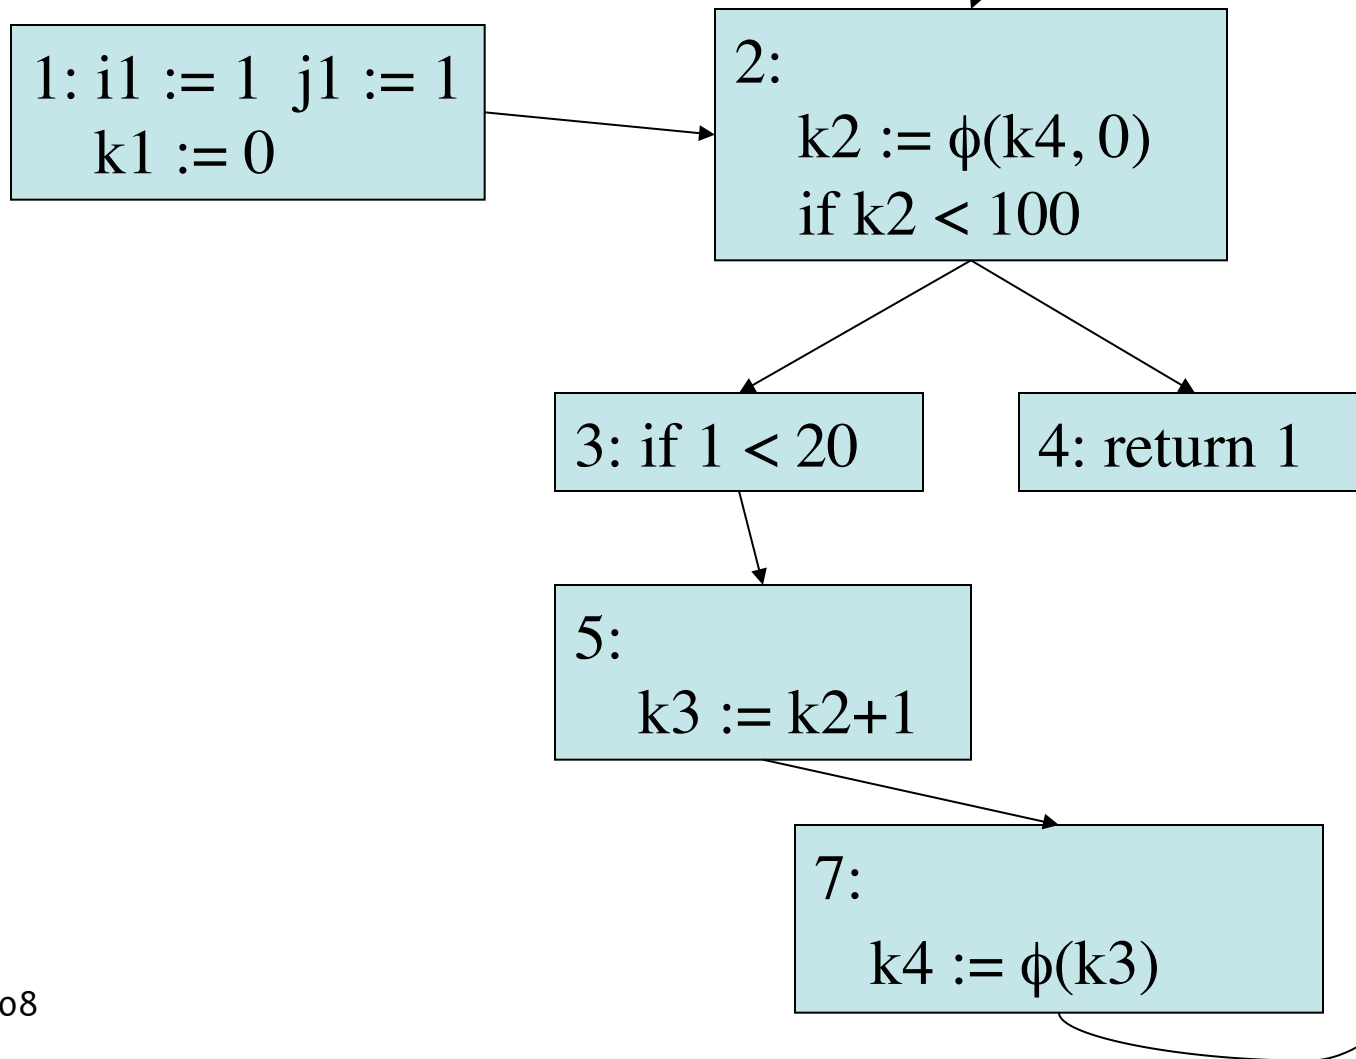 1: i1 := 1 j1 := 1
k1 := 0
2:
k2 := ϕ(k4, 0)
if k2 < 100
3: if 1 < 20
4: return 1
5:
k3 := k2+1
7:
k4 := ϕ(k3)
o8